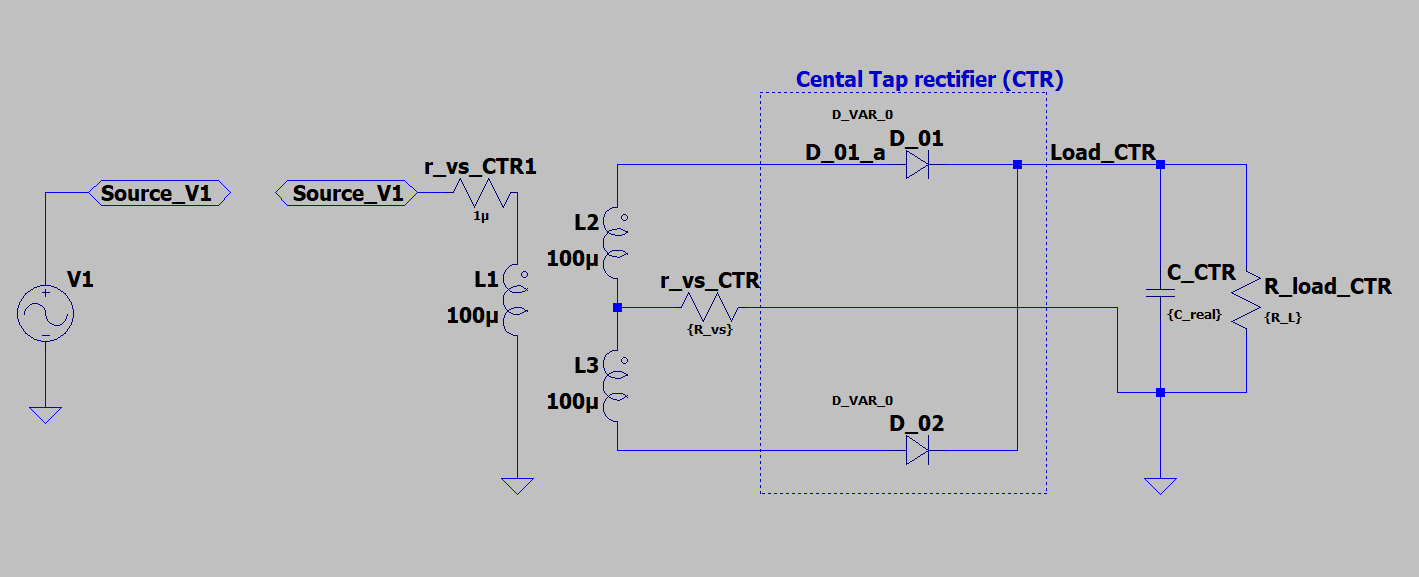 Cental Tap rectifier (CTR)
D_VAR_0
D_01
D_01_a
Load_CTR
r_vs_CTR1
1µ
Source_V1
Source_V1
L2
100µ
L1
100µ
V1
+
-
r_vs_CTR
{R_vs}
C_CTR
{C_real}
R_load_CTR
{R_L}
L3
100µ
D_VAR_0
D_02